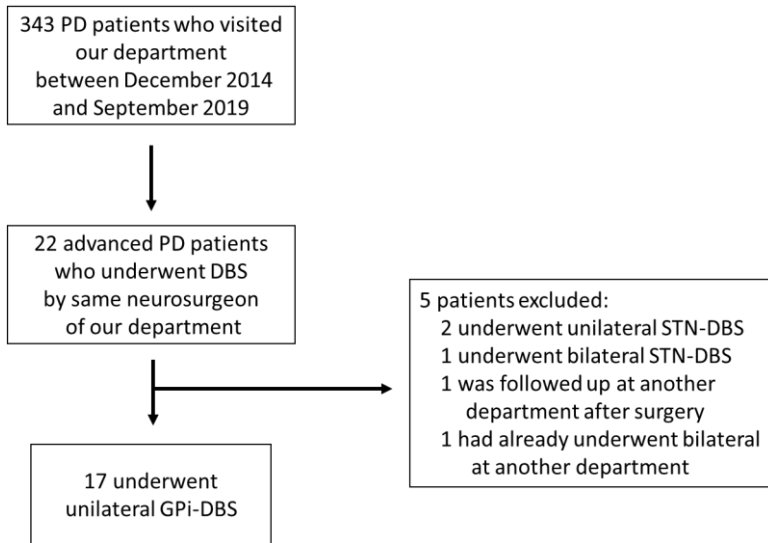 343 PD patients who visited
our department
between December 2014
and September 2019
22 advanced PD patients
who underwent DBS
by same neurosurgeon
of our department
5 patients excluded:
2 underwent unilateral STN-DBS
1 underwent bilateral STN-DBS
1 was followed up at another
department after surgery
1 had already underwent bilateral
at another department
17 underwent
unilateral GPi-DBS